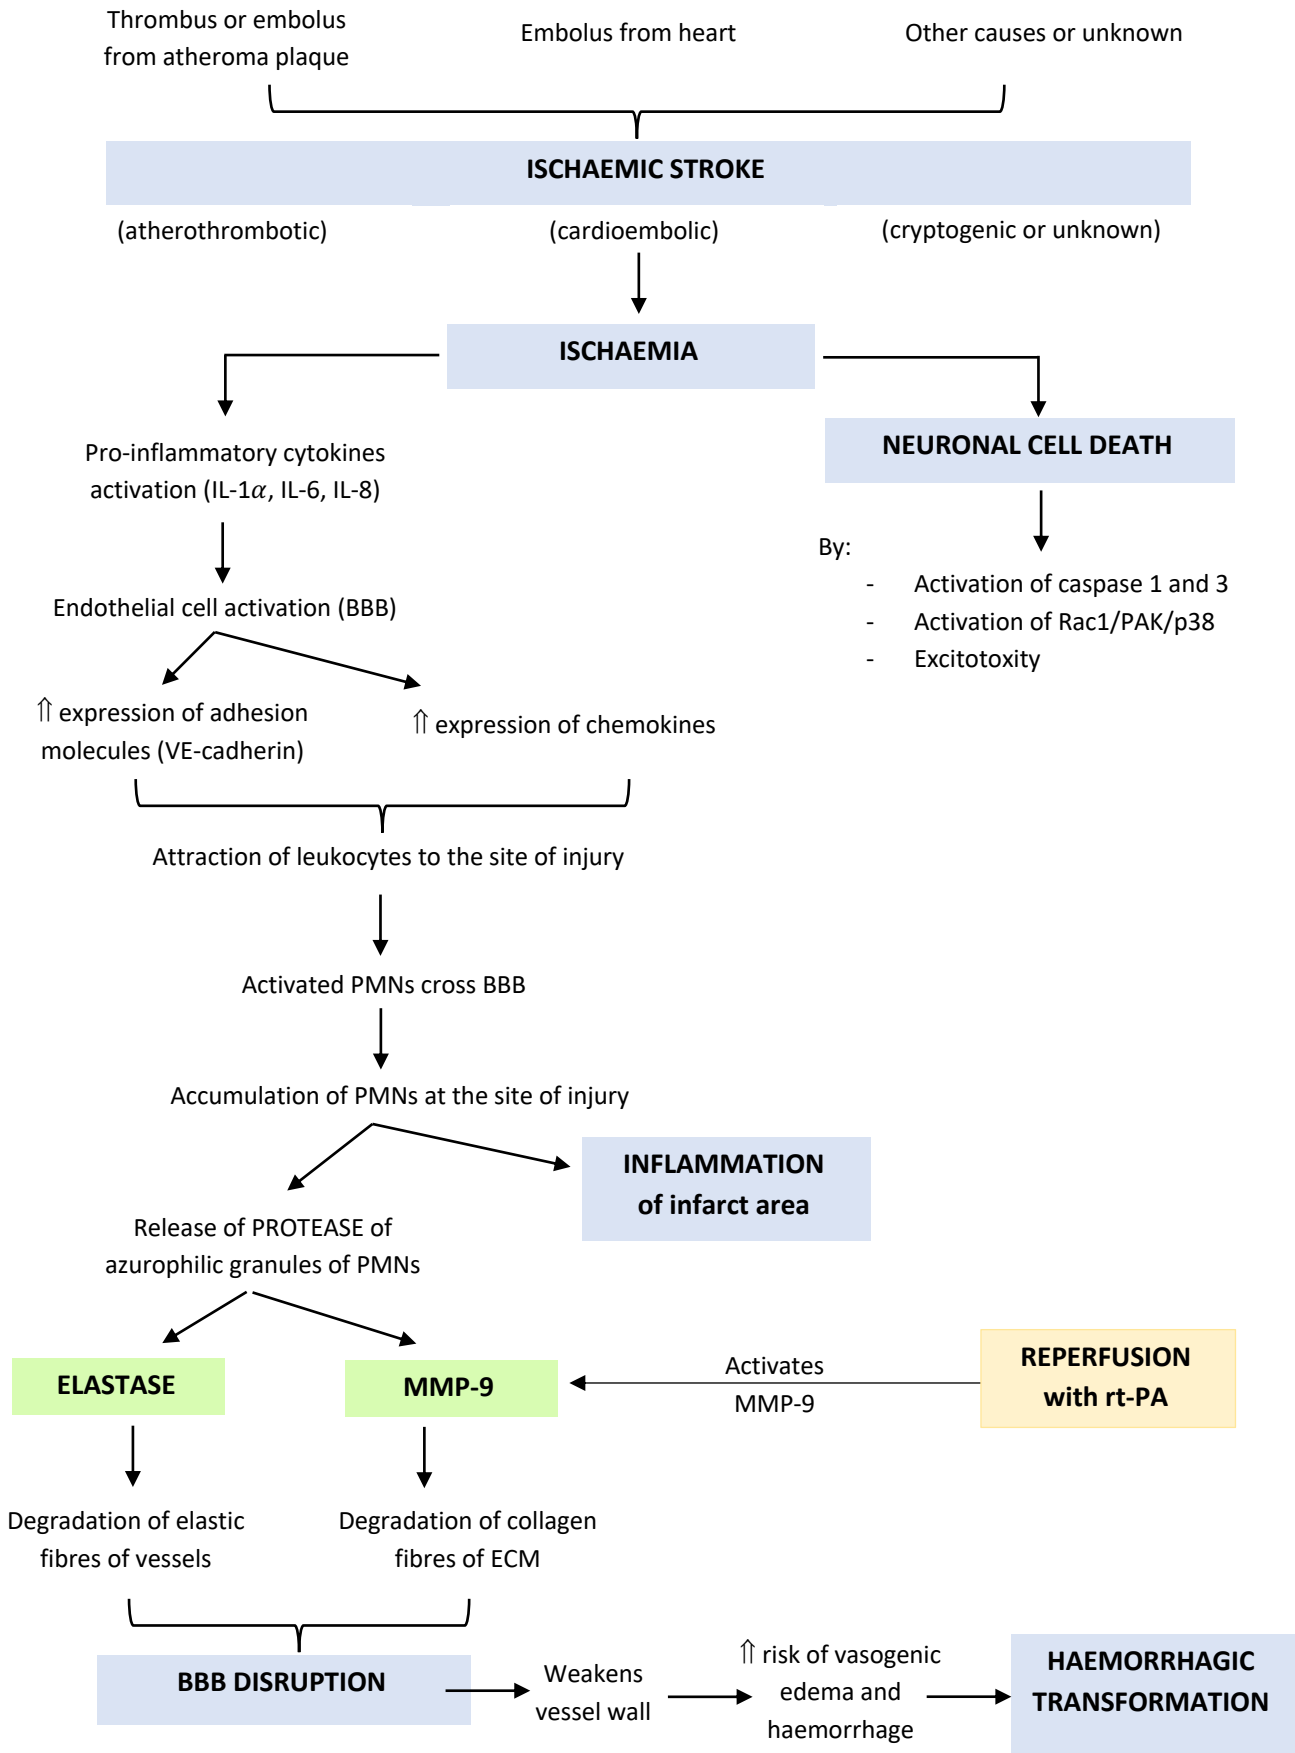 Thrombus or embolus
from atheroma plaque
Embolus from heart
Other causes or unknown
ISCHAEMIC STROKE
(atherothrombotic)
(cardioembolic)
(cryptogenic or unknown)
ISCHAEMIA
Pro-inflammatory cytokines
activation (IL-1𝛼, IL-6, IL-8)
NEURONAL CELL DEATH
By:
- Activation of caspase 1 and 3
- Activation of Rac1/PAK/p38
- Excitotoxity
Endothelial cell activation (BBB)
⇑ expression of adhesion
molecules (VE-cadherin)
⇑ expression of chemokines
Attraction of leukocytes to the site of injury
Activated PMNs cross BBB
Accumulation of PMNs at the site of injury
INFLAMMATION
of infarct area
Release of PROTEASE of
azurophilic granules of PMNs
ELASTASE
MMP-9
Activates
MMP-9
REPERFUSION
with rt-PA
Degradation of elastic
fibres of vessels
Degradation of collagen
fibres of ECM
BBB DISRUPTION
Weakens
vessel wall
⇑ risk of vasogenic
edema and
haemorrhage
HAEMORRHAGIC
TRANSFORMATION